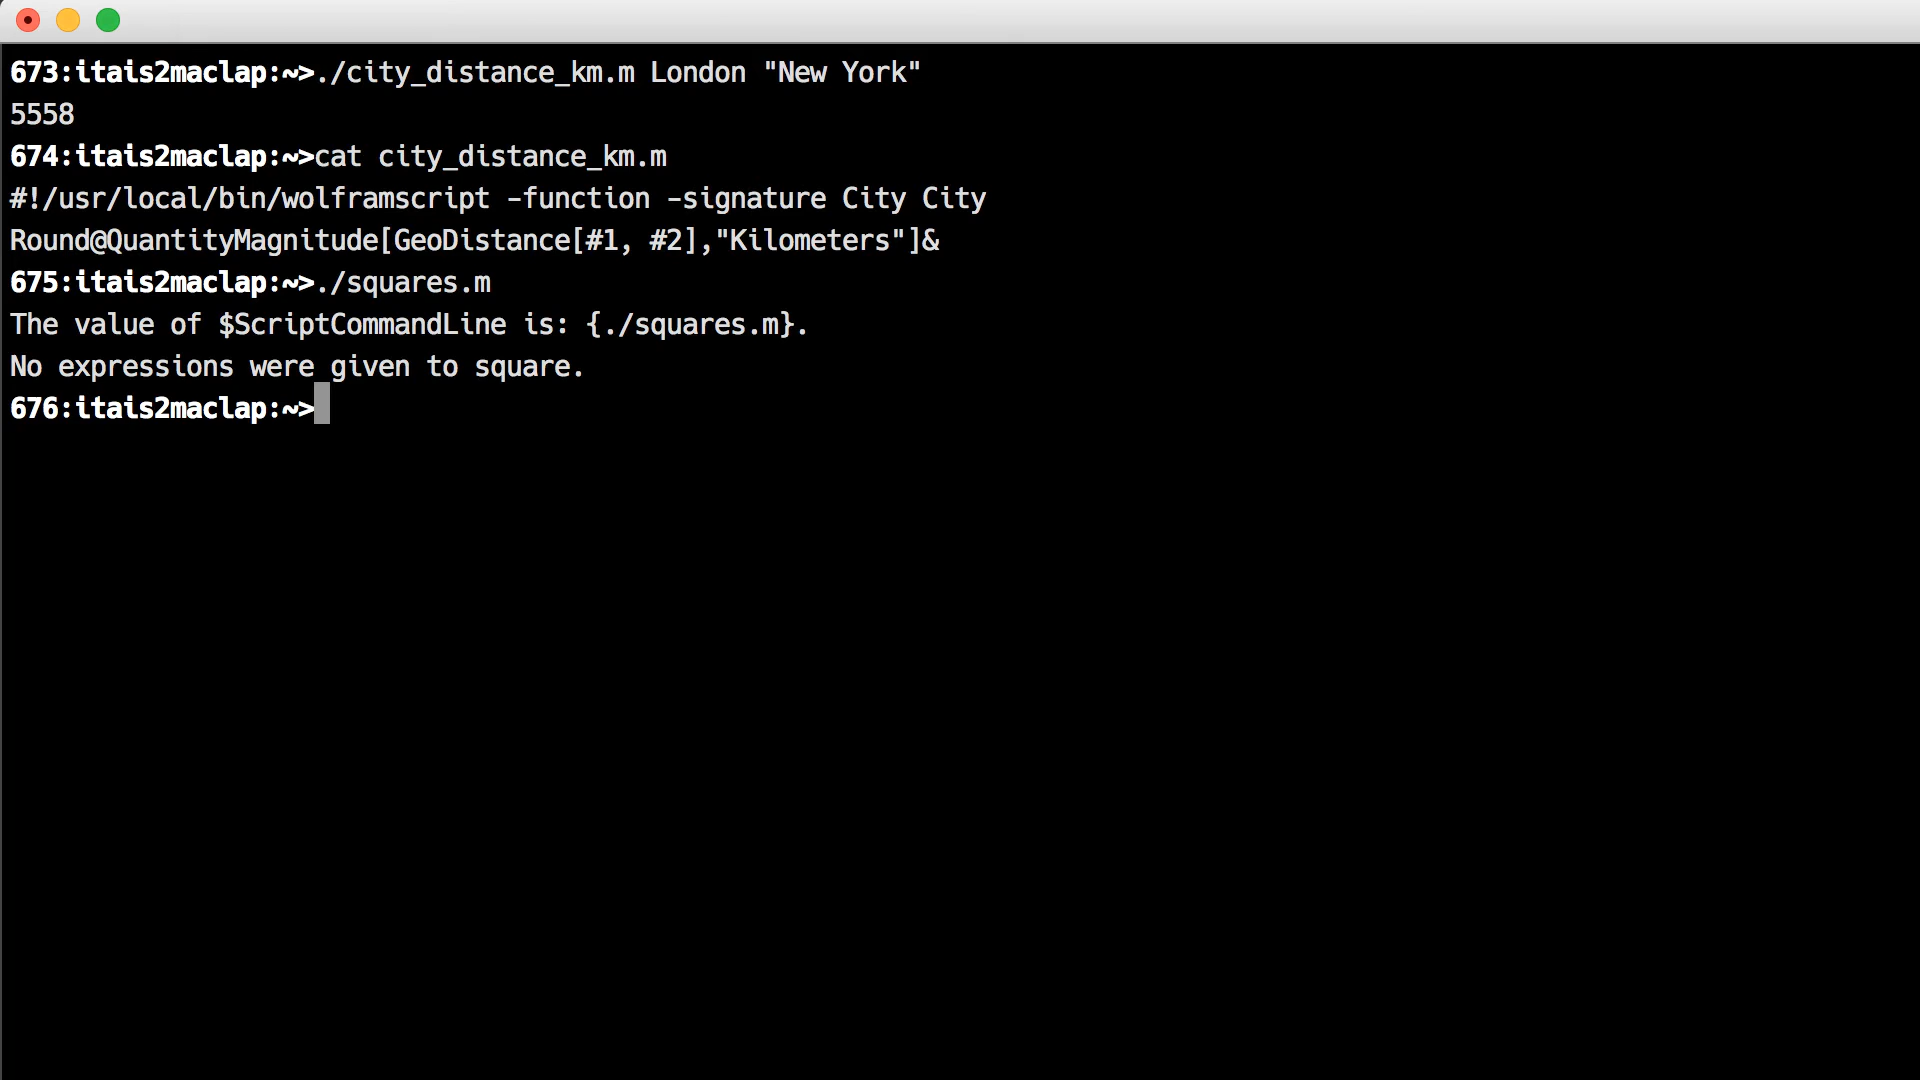 673:itais2maclap:~>./city_distance_km.m London "New York"
5558
674:itais2maclap:~>cat city_distance_km.m
#!/usr/local/bin/wolframscript -function -signature City City
Round@QuantityMagnitude[GeoDistance[#1, #2],"Kilometers"]&
675:itais2maclap:~>./squares.m
The value of $ScriptCommandLine is: {./squares.m}.
No expressions were given to square.
676:itais2maclap:~>